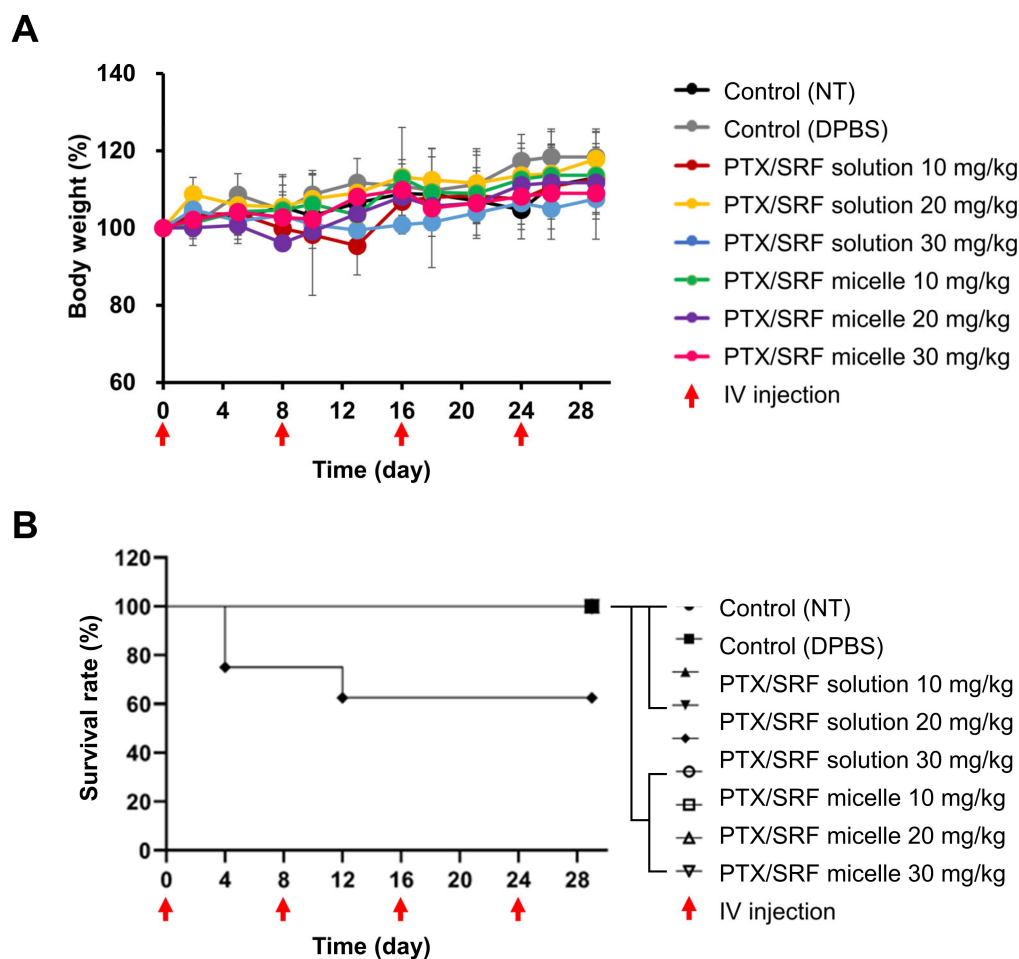 A
140
120
100
80
60
Body weight (%)
0 4 8 12 16 20 24 28
Time (day)
Control (NT)
Control (DPBS)
PTX/SRF solution 10 mg/kg
PTX/SRF solution 20 mg/kg
PTX/SRF solution 30 mg/kg
PTX/SRF micelle 10 mg/kg
PTX/SRF micelle 20 mg/kg
PTX/SRF micelle 30 mg/kg
IV injection
B
120
100
80
60
40
20
0
Survival rate (%)
0 4 8 12 16 20 24 28
Time (day)
Control (NT)
Control (DPBS)
PTX/SRF solution 10 mg/kg
PTX/SRF solution 20 mg/kg
PTX/SRF solution 30 mg/kg
PTX/SRF micelle 10 mg/kg
PTX/SRF micelle 20 mg/kg
PTX/SRF micelle 30 mg/kg
IV injection